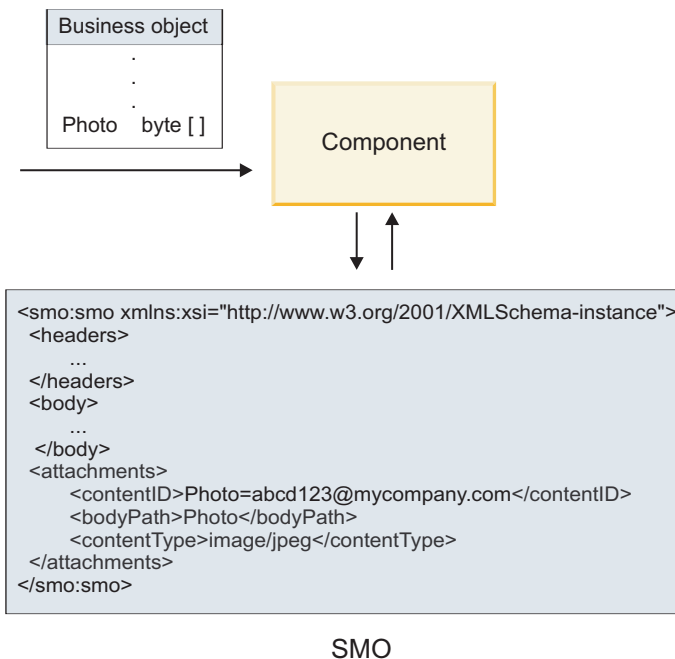 Business object
.
.
.
Photo byte [ ]
Component
<smo:smo xmlns:xsi="http://www.w3.org/2001/XMLSchema-instance">
<headers>
...
</headers>
<body>
...
</body>
<attachments>
<contentID>Photo=abcd123@mycompany.com</contentID>
<bodyPath>Photo</bodyPath>
<contentType>image/jpeg</contentType>
</attachments>
</smo:smo>
SMO